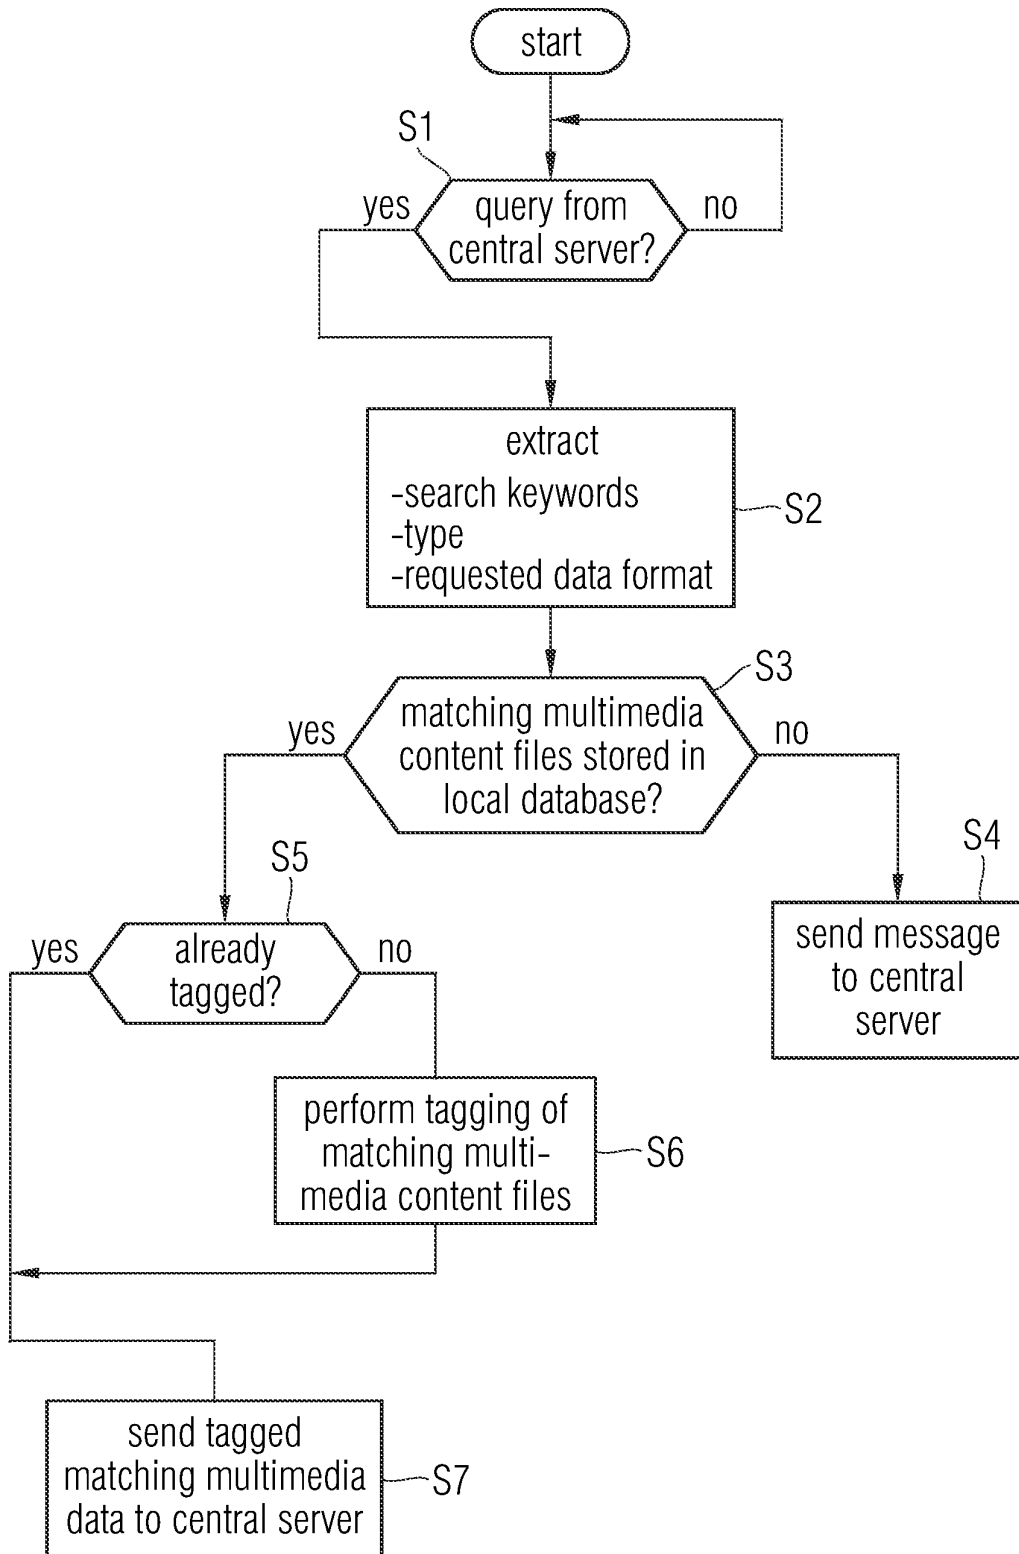 start
S1
yes
query from
central server?
no
extract
-search keywords
-type
-requested data format
S2
S3
yes
matching multimedia
content files stored in
local database?
no
S4
send message
to central
server
S5
yes
already
tagged?
no
perform tagging of
matching multi-
media content files
S6
send tagged
matching multimedia
data to central server
S7